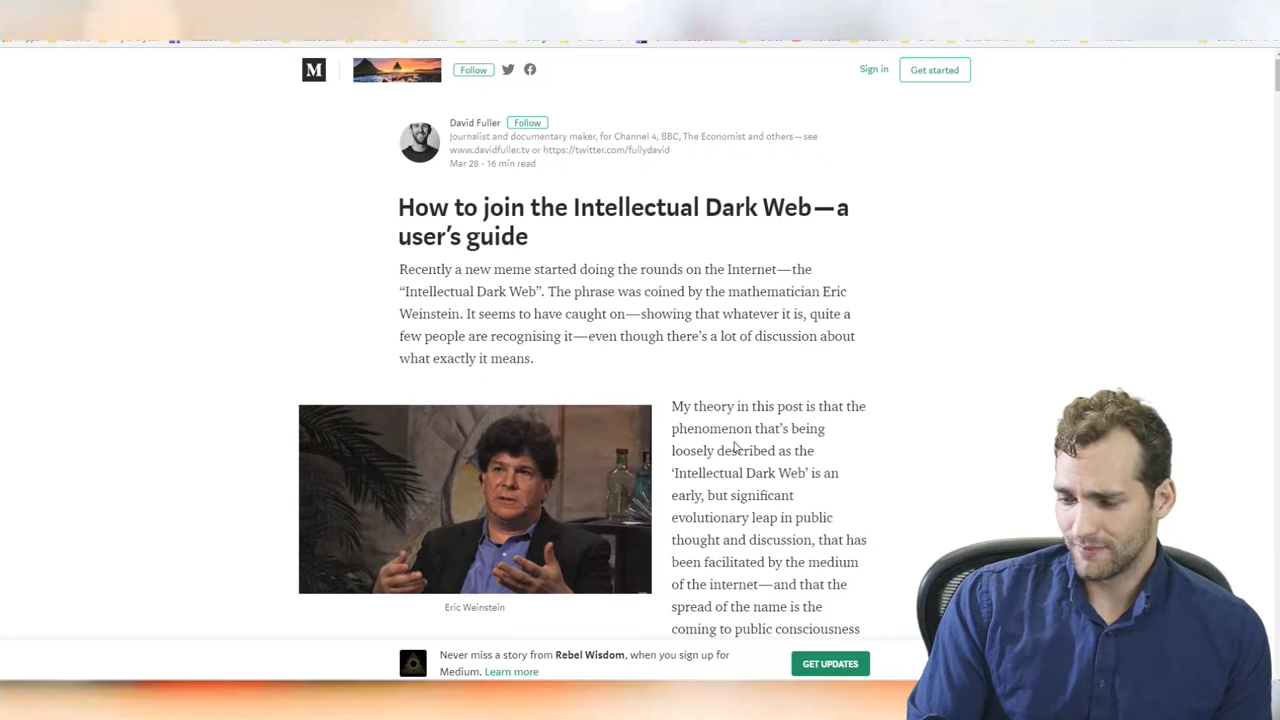 M
Follow
Sign in
Get started
David Fuller
Follow
Journalist and documentary maker, for Channel 4, BBC, The Economist and others — see
www.davidfuller.tv or https://twitter.com/fullydavid
Mar 28 · 16 min read
How to join the Intellectual Dark Web — a
user’s guide
Recently a new meme started doing the rounds on the Internet — the
“Intellectual Dark Web”. The phrase was coined by the mathematician Eric
Weinstein. It seems to have caught on — showing that whatever it is, quite a
few people are recognising it — even though there’s a lot of discussion about
what exactly it means.
My theory in this post is that the
phenomenon that’s being
loosely described as the
‘Intellectual Dark Web’ is an
early, but significant
evolutionary leap in public
thought and discussion, that has
been facilitated by the medium
of the internet — and that the
spread of the name is the
coming to public consciousness
Eric Weinstein
Never miss a story from Rebel Wisdom, when you sign up for
Medium. Learn more
GET UPDATES